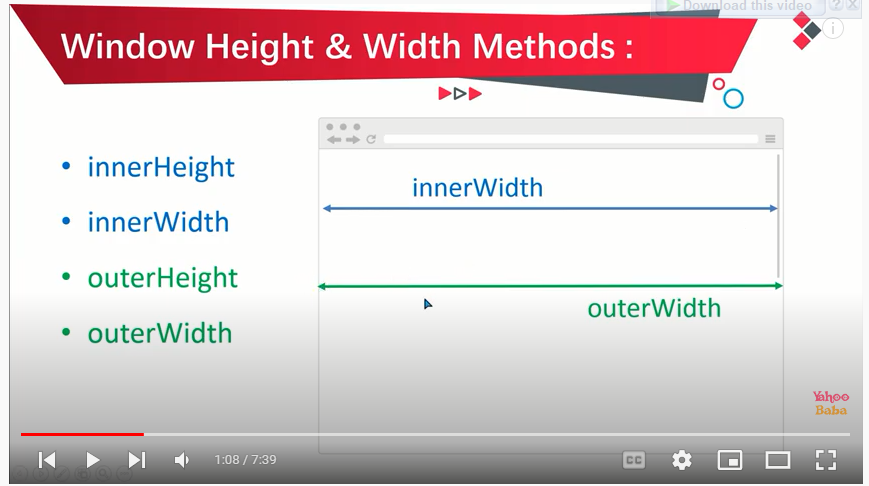 Download this video
?
X
Window Height & Width Methods :
i
• innerHeight
• innerWidth
• outerHeight
• outerWidth
innerWidth
outerWidth
Yahoo
Baba
1:08 / 7:39
CC